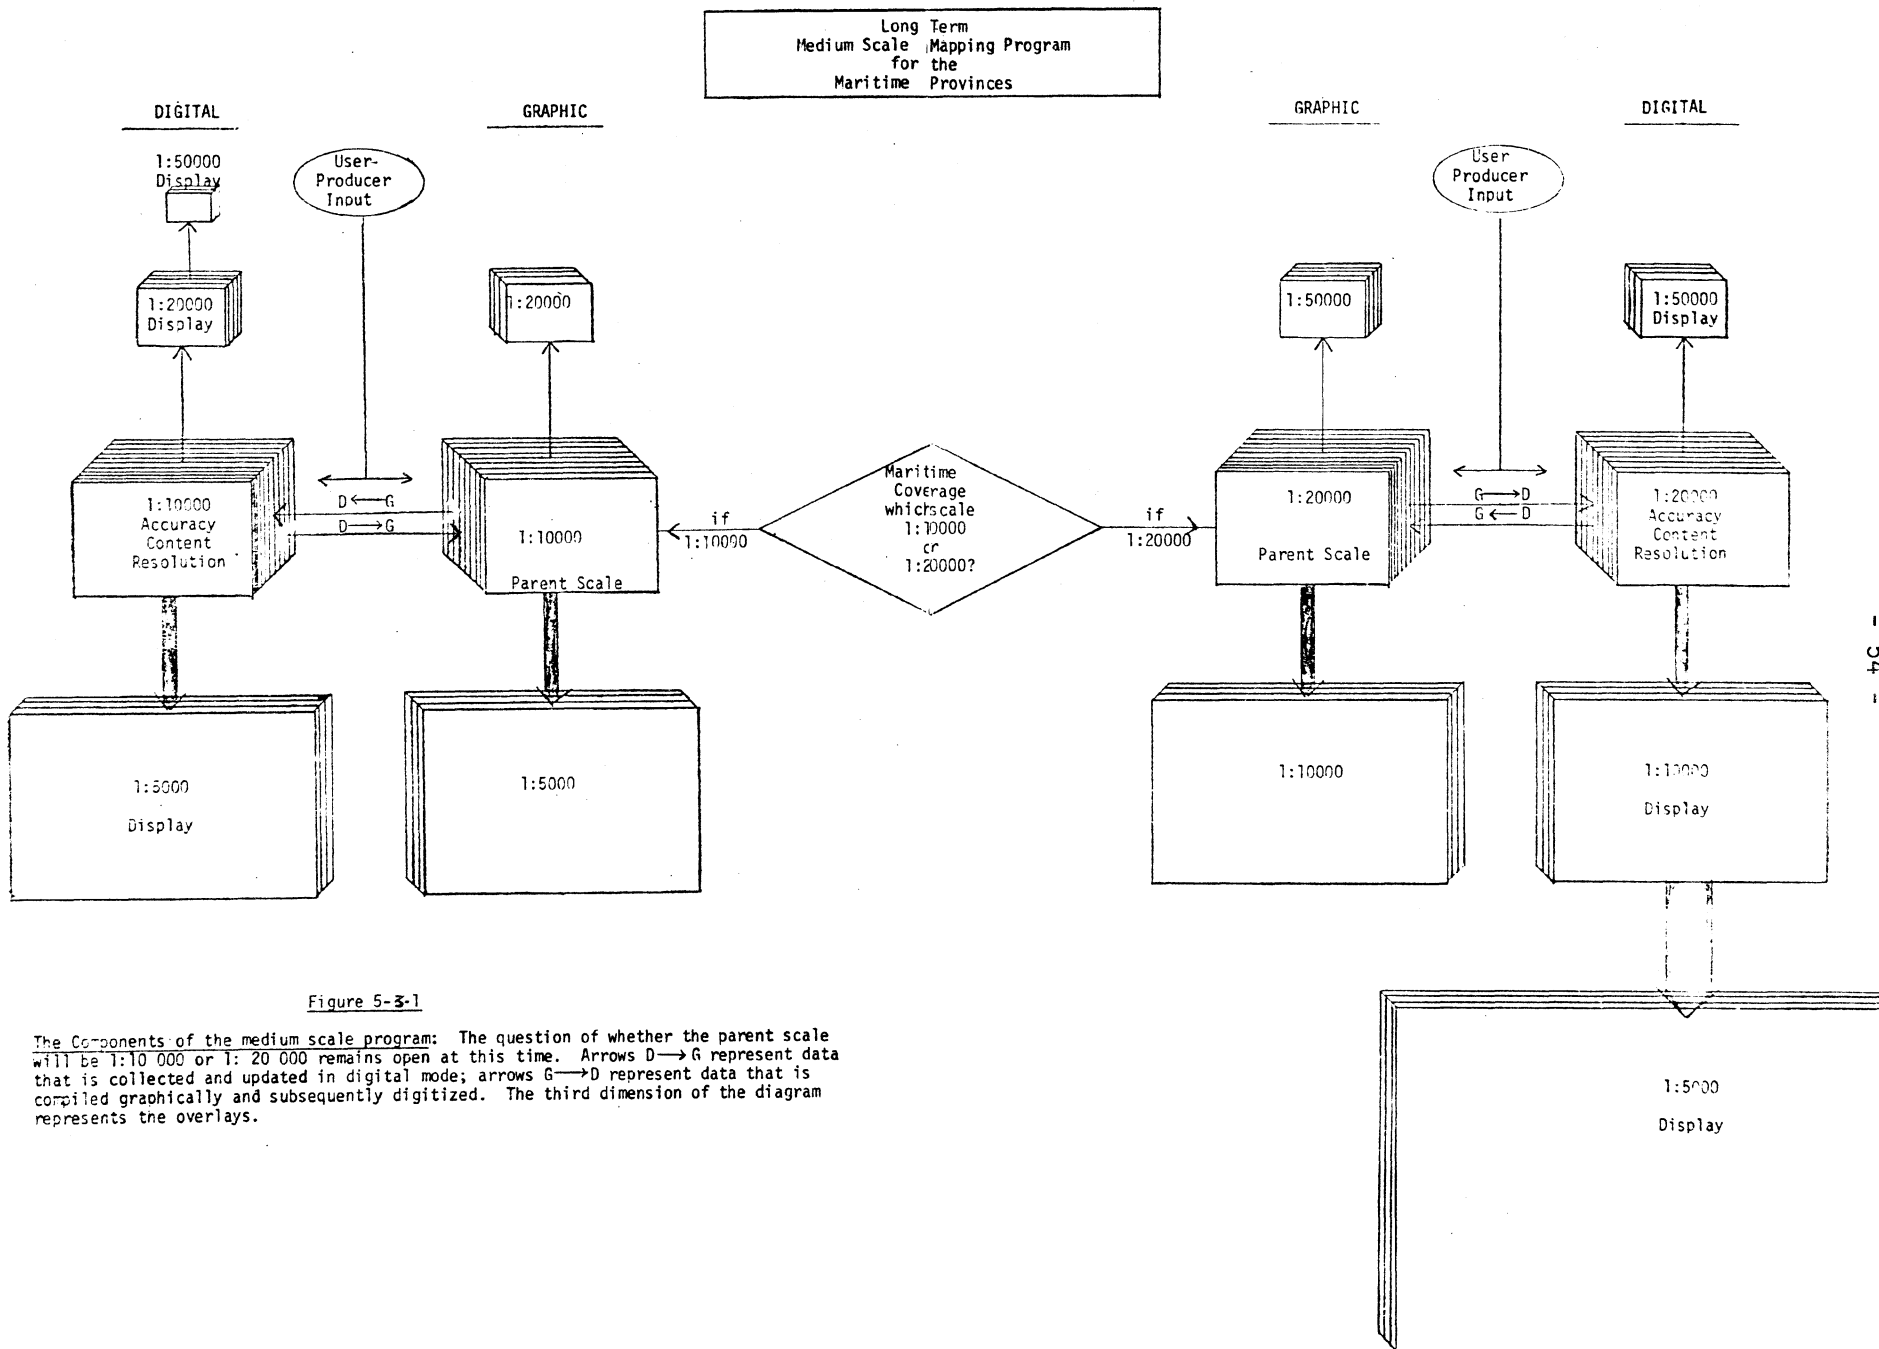 Long Term
Medium Scale Mapping Program
for the
Maritime Provinces
DIGITAL
GRAPHIC
GRAPHIC
DIGITAL
1:50000
Display
User-
Producer
Input
User
Producer
Input
1:20000
Display
1:20000
1:50000
1:50000
Display
1:10000
Accuracy
Content
Resolution
D ← G
D → G
1:10000
Parent Scale
if
1:10000
Maritime
Coverage
which scale
1:10000
or
1:20000?
if
1:20000
1:20000
Parent Scale
G → D
G ← D
1:20000
Accuracy
Content
Resolution
1:5000
Display
1:5000
1:10000
1:10000
Display
1:5000
Display
- 54 -
Figure 5-3-1
The Components of the medium scale program: The question of whether the parent scale
will be 1:10 000 or 1: 20 000 remains open at this time. Arrows D → G represent data
that is collected and updated in digital mode; arrows G → D represent data that is
compiled graphically and subsequently digitized. The third dimension of the diagram
represents the overlays.